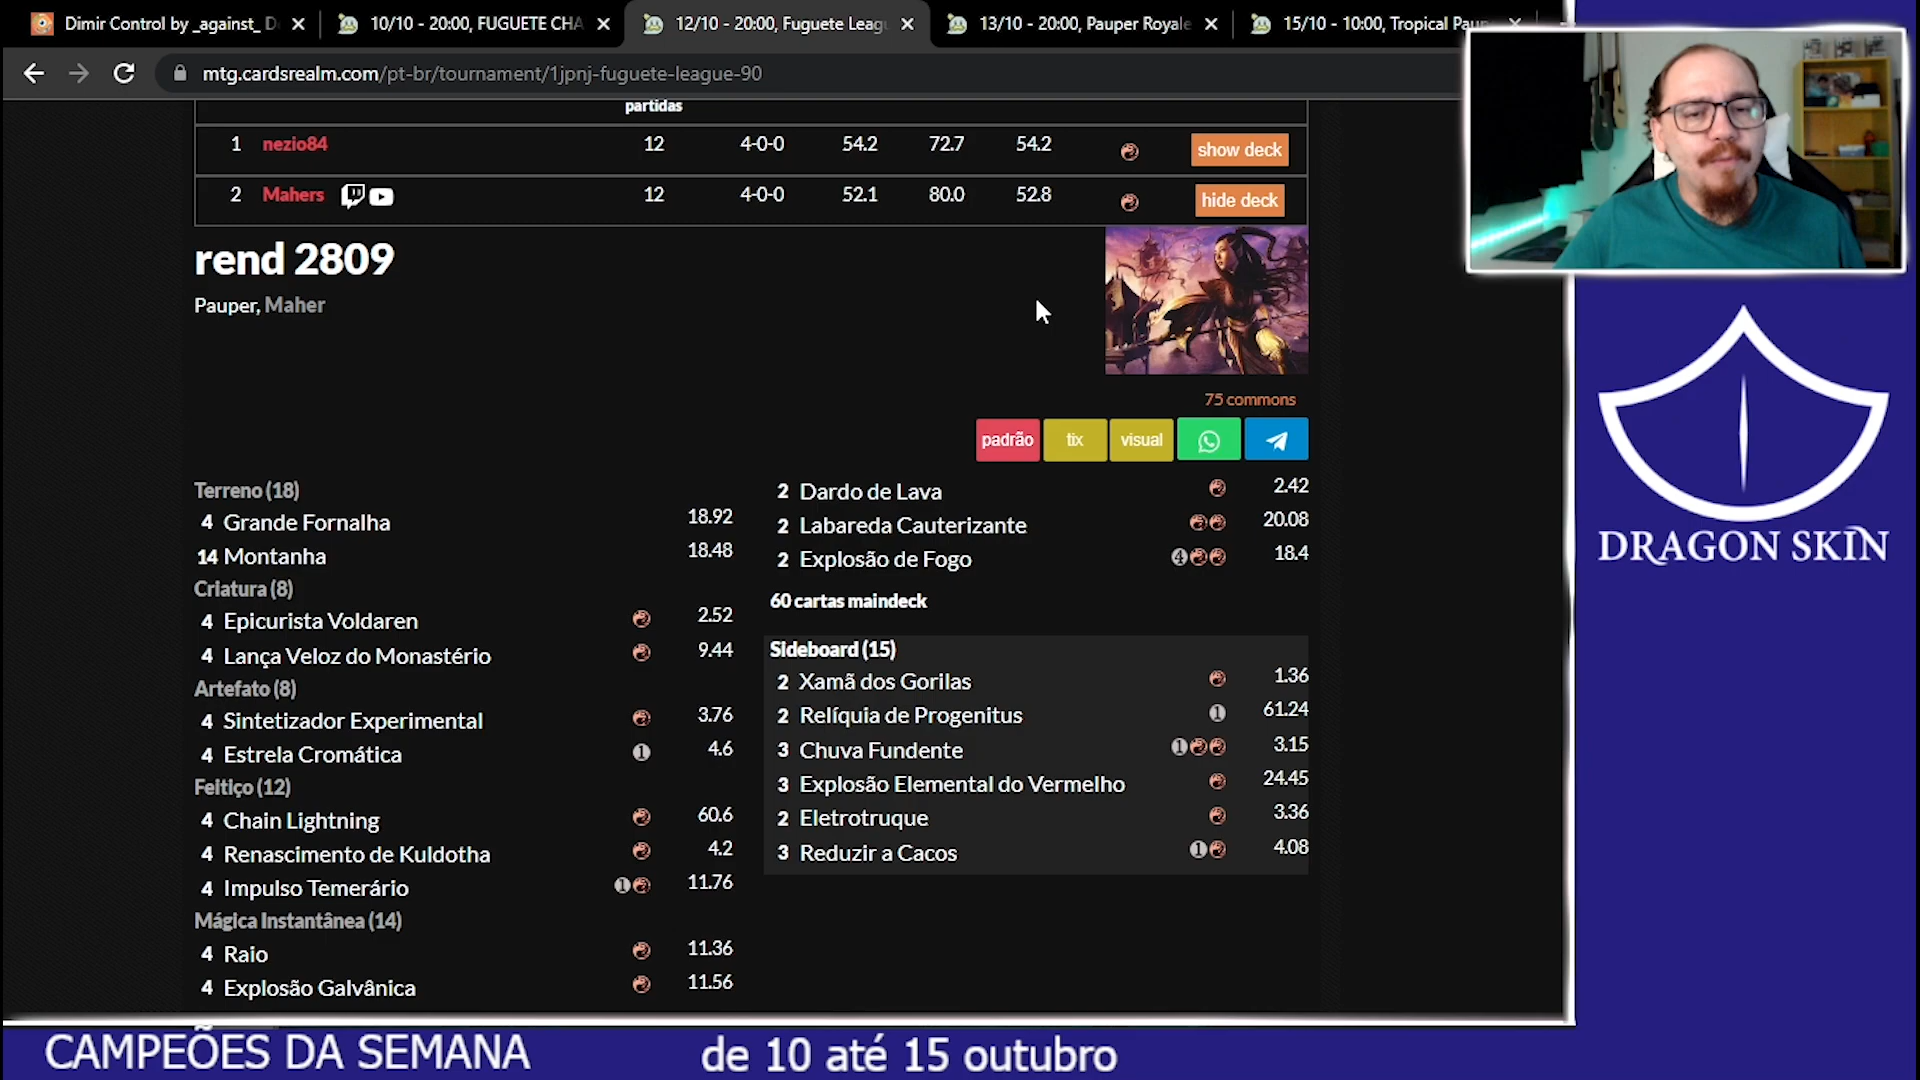 Dimir Control by _against_ D
10/10 - 20:00, FUGUETE CHA
12/10 - 20:00, Fuguete Leag
13/10 - 20:00, Pauper Royale
15/10 - 10:00, Tropical Paup
mtg.cardsrealm.com/pt-br/tournament/1jpnj-fuguete-league-90
partidas
1 nezio84 12 4-0-0 54.2 72.7 54.2 show deck
2 Mahers 12 4-0-0 52.1 80.0 52.8 hide deck
rend 2809
Pauper, Maher
75 commons
padrão tix visual
Terreno (18)
4 Grande Fornalha 18.92
14 Montanha 18.48
Criatura (8)
4 Epicurista Voldaren 2.52
4 Lança Veloz do Monastério 9.44
Artefato (8)
4 Sintetizador Experimental 3.76
4 Estrela Cromática 1 4.6
Feitiço (12)
4 Chain Lightning 60.6
4 Renascimento de Kuldotha 4.2
4 Impulso Temerário 1 11.76
Mágica Instantânea (14)
4 Raio 11.36
4 Explosão Galvânica 11.56
2 Dardo de Lava 2.42
2 Labareda Cauterizante 20.08
2 Explosão de Fogo 4 18.4
60 cartas maindeck
Sideboard (15)
2 Xamã dos Gorilas 1.36
2 Relíquia de Progenitus 1 61.24
3 Chuva Fundente 1 3.15
3 Explosão Elemental do Vermelho 24.45
2 Eletrotruque 3.36
3 Reduzir a Cacos 1 4.08
DRAGON SKIN
CAMPEÕES DA SEMANA de 10 até 15 outubro